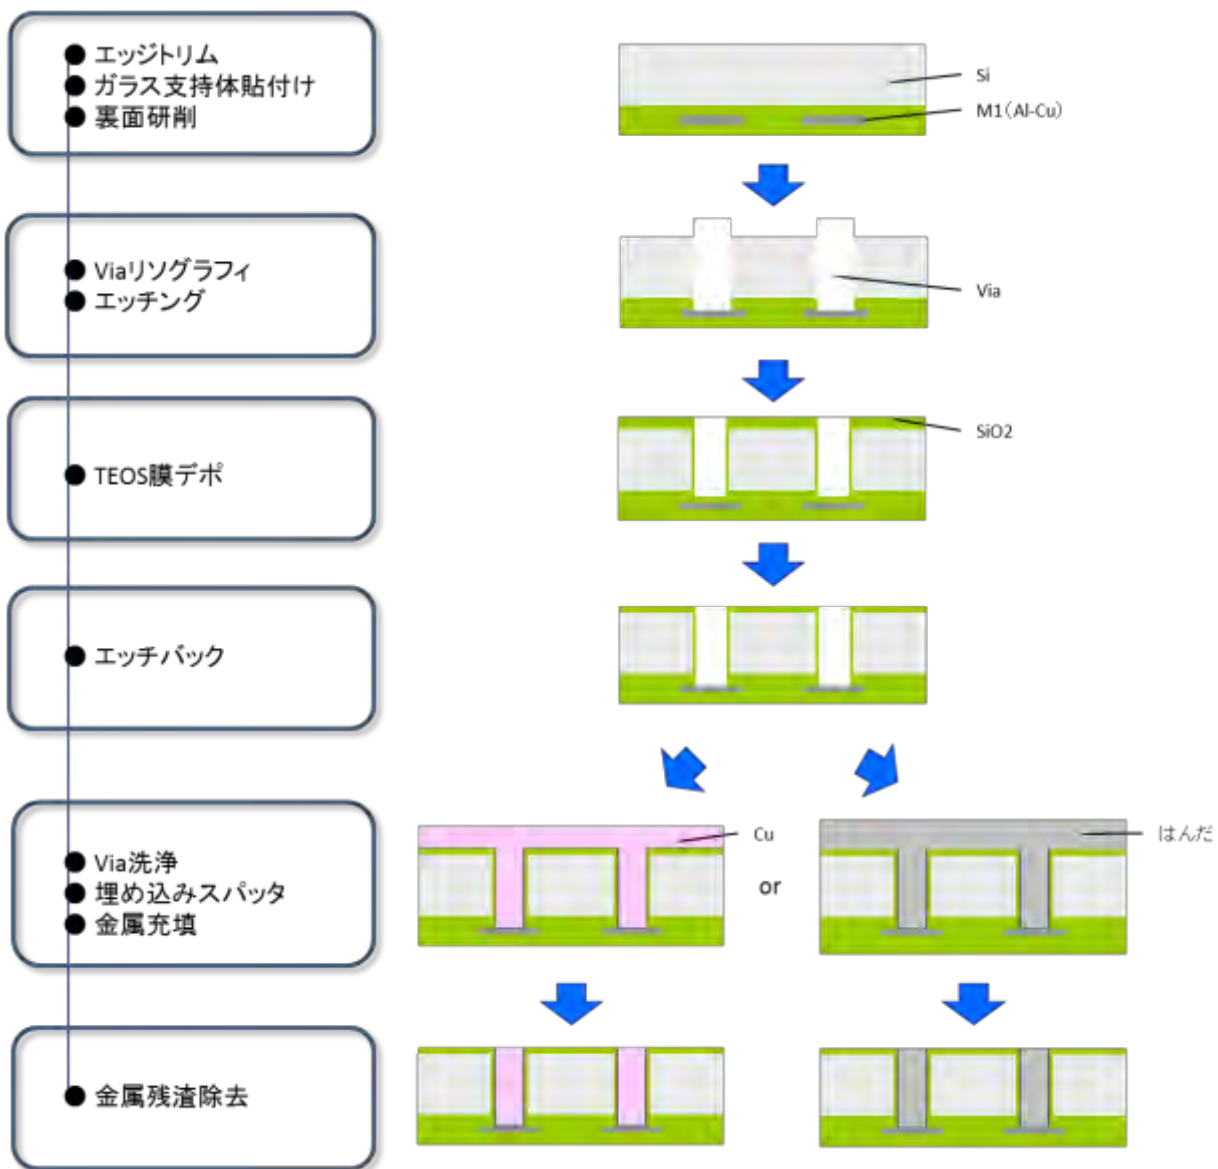 エッジトリム
ガラス支持体貼付け
裏面研削
Si
M1(Al-Cu)
Viaリソグラフィ
エッチング
Via
TEOS膜デポ
SiO2
エッチバック
Via洗浄
埋め込みスパッタ
金属充填
Cu
or
はんだ
金属残渣除去